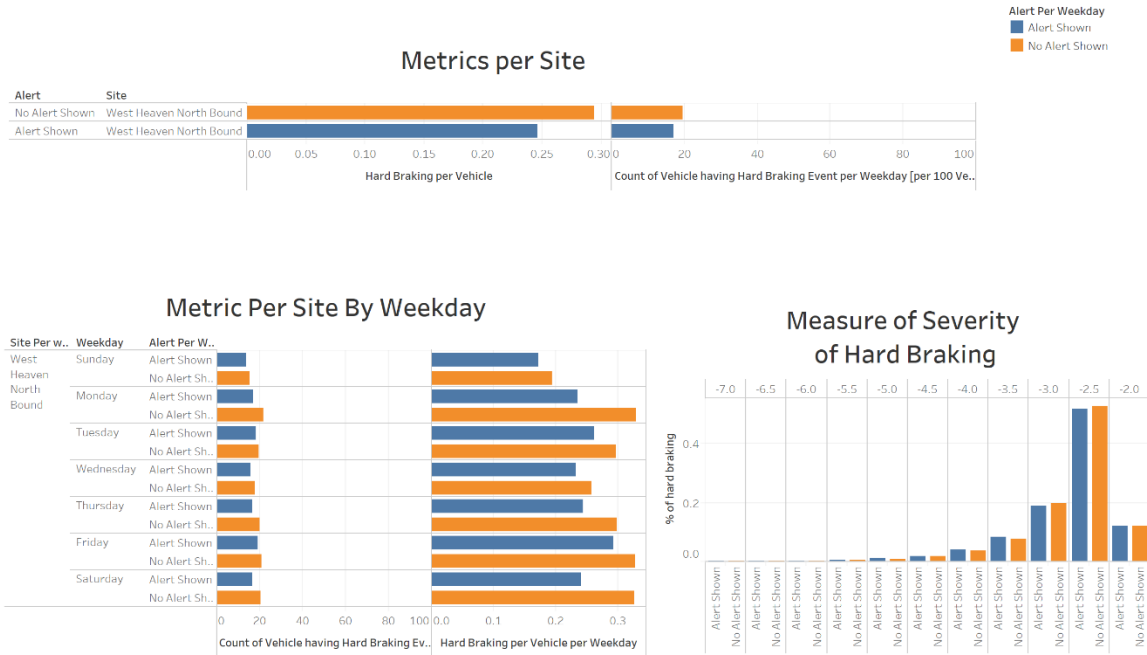 Alert Per Weekday
Alert Shown
No Alert Shown
Metrics per Site
Alert Site
No Alert Shown West Heaven North Bound
Alert Shown West Heaven North Bound
0.00 0.05 0.10 0.15 0.20 0.25 0.30 0 20 40 60 80 100
Hard Braking per Vehicle Count of Vehicle having Hard Braking Event per Weekday [per 100 Ve..
Metric Per Site By Weekday
Site Per w.. Weekday Alert Per W..
West Sunday Alert Shown
Heaven No Alert Sh..
North Monday Alert Shown
Bound No Alert Sh..
Tuesday Alert Shown
No Alert Sh..
Wednesday Alert Shown
No Alert Sh..
Thursday Alert Shown
No Alert Sh..
Friday Alert Shown
No Alert Sh..
Saturday Alert Shown
No Alert Sh..
0 20 40 60 80 100 0.0 0.1 0.2 0.3
Count of Vehicle having Hard Braking Ev.. Hard Braking per Vehicle per Weekday
Measure of Severity
of Hard Braking
-7.0 -6.5 -6.0 -5.5 -5.0 -4.5 -4.0 -3.5 -3.0 -2.5 -2.0
% of hard braking
0.4
0.2
0.0
Alert Shown
No Alert Shown
Alert Shown
No Alert Shown
Alert Shown
No Alert Shown
Alert Shown
No Alert Shown
Alert Shown
No Alert Shown
Alert Shown
No Alert Shown
Alert Shown
No Alert Shown
Alert Shown
No Alert Shown
Alert Shown
No Alert Shown
Alert Shown
No Alert Shown
Alert Shown
No Alert Shown